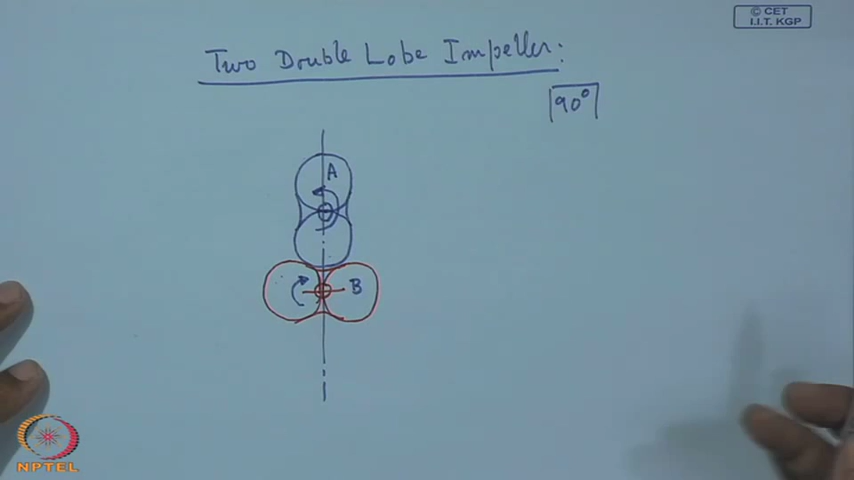 © CET
I.I.T. KGP
Two Double Lobe Impeller:
90°
A
B
NPTEL